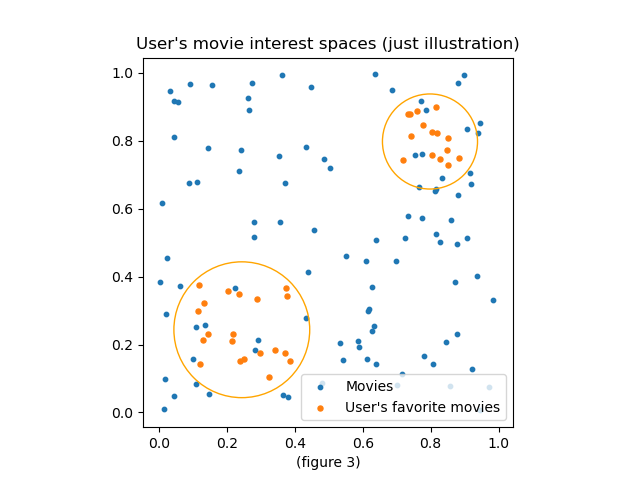 User's movie interest spaces (just illustration)
1.0
0.8
0.6
0.4
0.2
0.0
Movies
User's favorite movies
0.0 0.2 0.4 0.6 0.8 1.0
(figure 3)